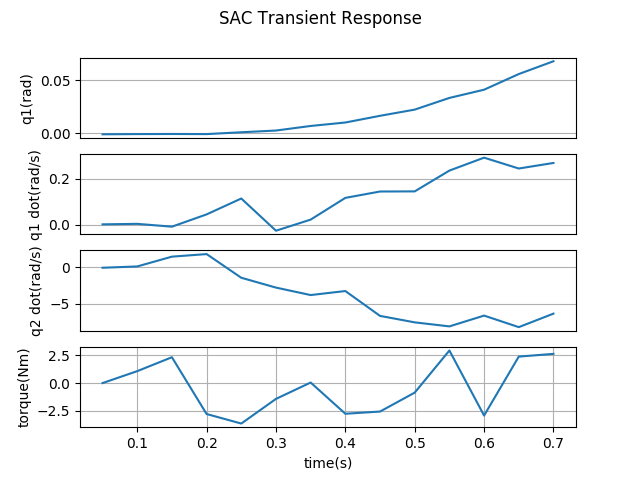 SAC Transient Response
q1(rad)
0.05
0.00
q1 dot(rad/s)
0.2
0.0
q2 dot(rad/s)
0
−5
torque(Nm)
2.5
0.0
−2.5
0.1 0.2 0.3 0.4 0.5 0.6 0.7
time(s)